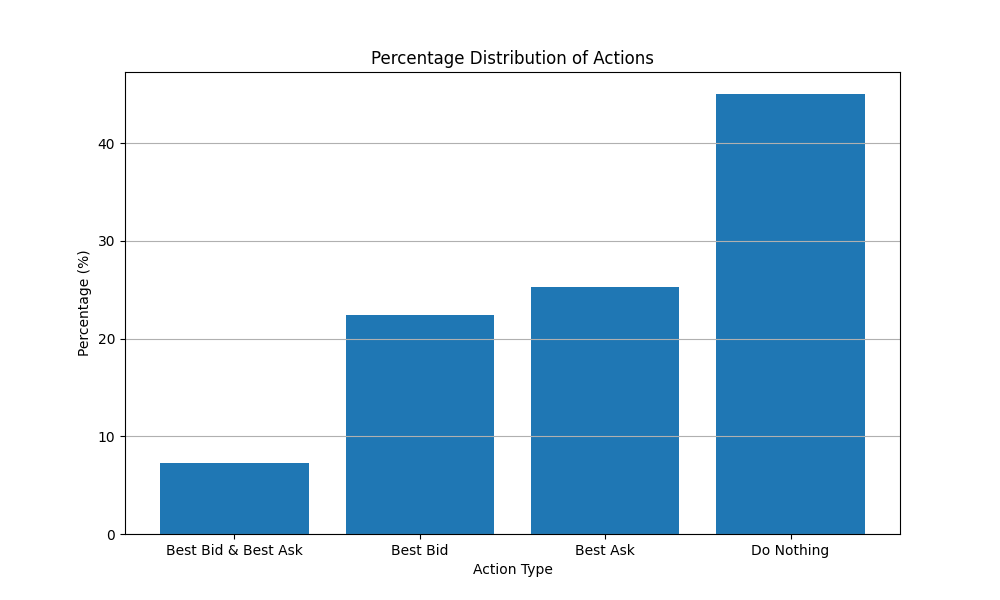 Percentage Distribution of Actions
Percentage (%)
40
30
20
10
0
Best Bid & Best Ask
Best Bid
Best Ask
Do Nothing
Action Type